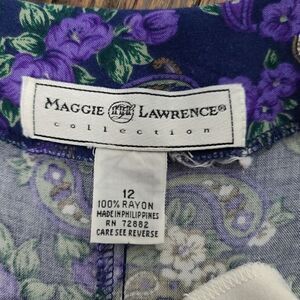 MAGGIE LAWRENCE®
collection
12
100% RAYON
MADE IN PHILIPPINES
RN 72882
CARE SEE REVERSE